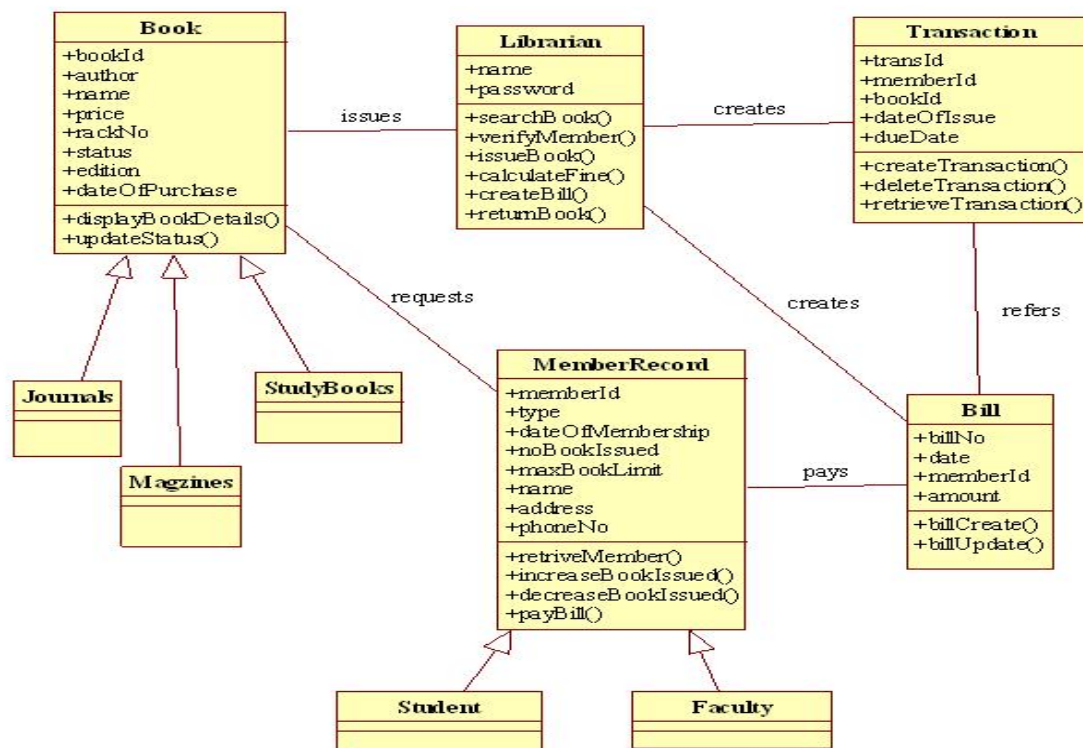 Book
+bookId
+author
+name
+price
+rackNo
+status
+edition
+dateOfPurchase
+displayBookDetails()
+updateStatus()
issues
Librarian
+name
+password
+searchBook()
+verifyMember()
+issueBook()
+calculateFine()
+createBill()
+returnBook()
creates
Transaction
+transId
+memberId
+bookId
+dateOfIssue
+dueDate
+createTransaction()
+deleteTransaction()
+retrieveTransaction()
requests
creates
refers
Journals
Magzines
StudyBooks
MemberRecord
+memberId
+type
+dateOfMembership
+noBookIssued
+maxBookLimit
+name
+address
+phoneNo
+retriveMember()
+increaseBookIssued()
+decreaseBookIssued()
+payBill()
pays
Bill
+billNo
+date
+memberId
+amount
+billCreate()
+billUpdate()
Student
Faculty